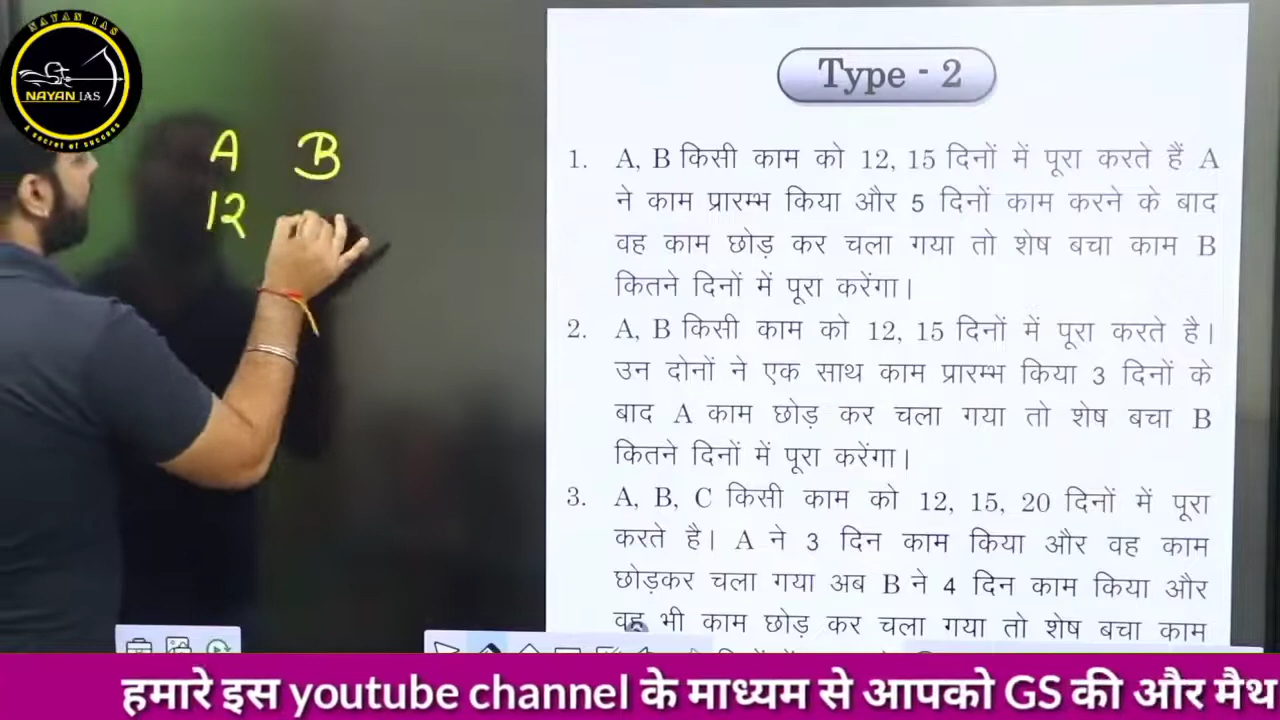 NAYAN IAS
NAYAN IAS
A secret of success
A B
12
Type - 2
1. A, B किसी काम को 12, 15 दिनों में पूरा करते हैं A
ने काम प्रारम्भ किया और 5 दिनों काम करने के बाद
वह काम छोड़ कर चला गया तो शेष बचा काम B
कितने दिनों में पूरा करेंगा।
2. A, B किसी काम को 12, 15 दिनों में पूरा करते है।
उन दोनों ने एक साथ काम प्रारम्भ किया 3 दिनों के
बाद A काम छोड़ कर चला गया तो शेष बचा B
कितने दिनों में पूरा करेंगा।
3. A, B, C किसी काम को 12, 15, 20 दिनों में पूरा
करते है। A ने 3 दिन काम किया और वह काम
छोड़कर चला गया अब B ने 4 दिन काम किया और
वह भी काम छोड़ कर चला गया तो शेष बचा काम
हमारे इस youtube channel के माध्यम से आपको GS की और मैथ